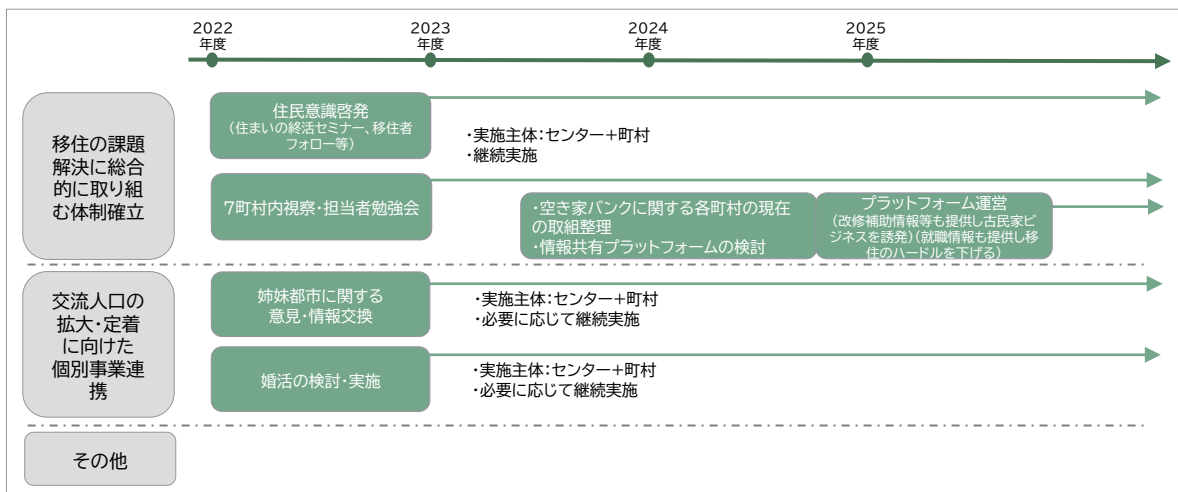 2022
年度
2023
年度
2024
年度
2025
年度
移住の課題
解決に総合
的に取り組
む体制確立
住民意識啓発
(住まいの終活セミナー、移住者
フォロー等)
・実施主体:センター+町村
・継続実施
7町村内視察・担当者勉強会
・空き家バンクに関する各町村の現在
の取組整理
・情報共有プラットフォームの検討
プラットフォーム運営
(改修補助情報等も提供し古民家ビ
ジネスを誘発)(就職情報も提供し移
住のハードルを下げる)
交流人口の
拡大・定着
に向けた
個別事業連
携
姉妹都市に関する
意見・情報交換
・実施主体:センター+町村
・必要に応じて継続実施
婚活の検討・実施
・実施主体:センター+町村
・必要に応じて継続実施
その他